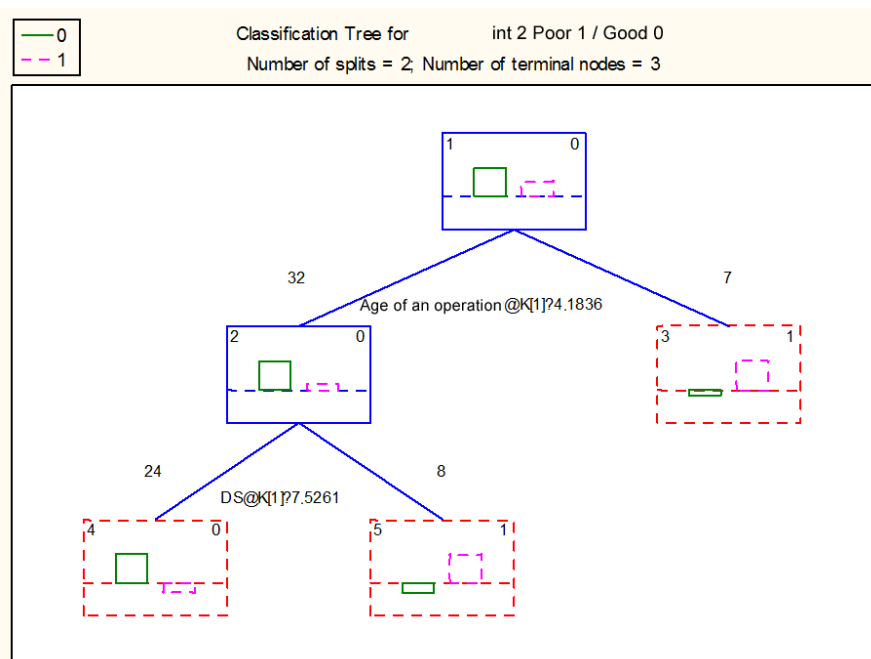 0
1
Classification Tree for int 2 Poor 1 / Good 0
Number of splits = 2; Number of terminal nodes = 3
1 0
32 7
Age of an operation@K[1]?4.1836
2 0
3 1
24 8
DS@K[1]?7.5261
4 0
5 1